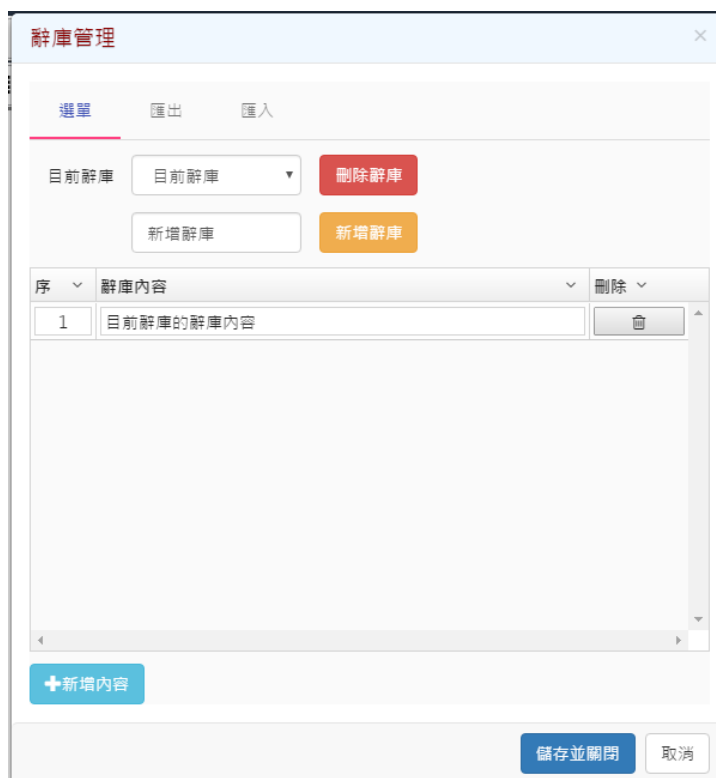 辭庫管理
選單 匯出 匯入
目前辭庫 目前辭庫 刪除辭庫
新增辭庫 新增辭庫
序 辭庫內容 刪除
1 目前辭庫的辭庫內容
新增內容
儲存並關閉 取消